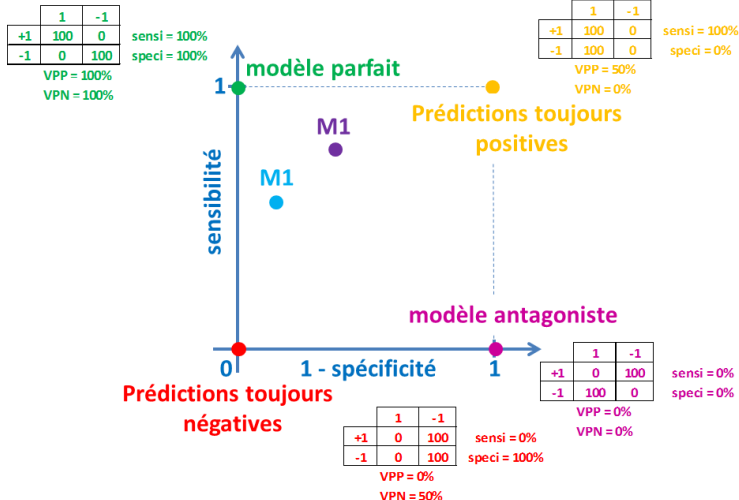 1 -1
+1 100 0 sensi = 100%
-1 0 100 speci = 100%
VPP = 100%
VPN = 100%
1 -1
+1 100 0 sensi = 100%
-1 100 0 speci = 0%
VPP = 50%
VPN = 0%
modèle parfait
1
Prédictions toujours
positives
M1
M1
sensibilité
modèle antagoniste
0 1 - spécificité 1
1 -1
+1 0 100 sensi = 0%
-1 100 0 speci = 0%
VPP = 0%
VPN = 0%
Prédictions toujours
négatives
1 -1
+1 0 100 sensi = 0%
-1 0 100 speci = 100%
VPP = 0%
VPN = 50%